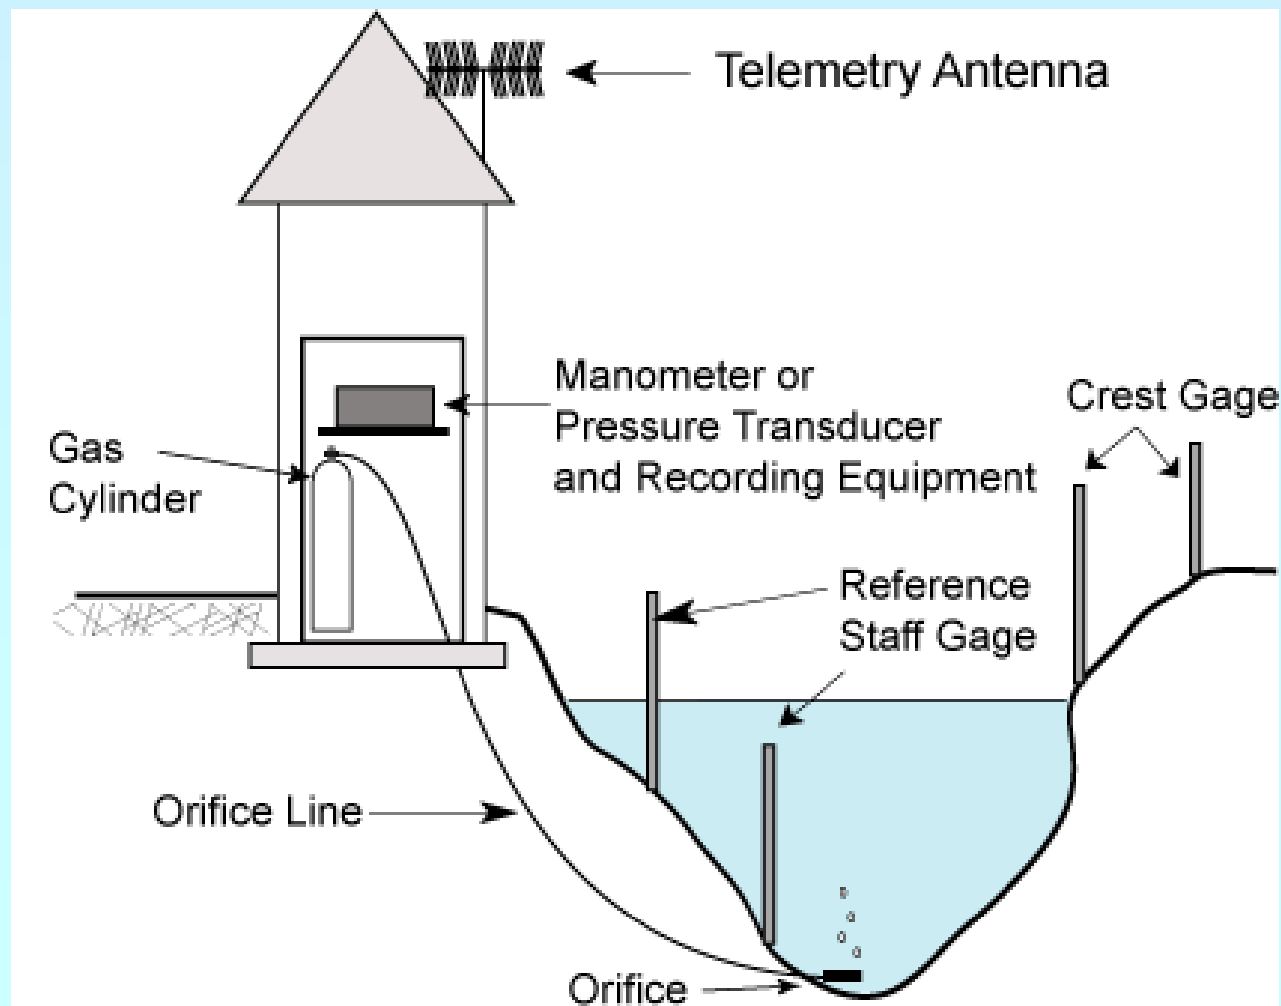 Telemetry Antenna
Manometer or
Pressure Transducer
and Recording Equipment
Crest Gage
Gas
Cylinder
Reference
Staff Gage
Orifice Line
Orifice